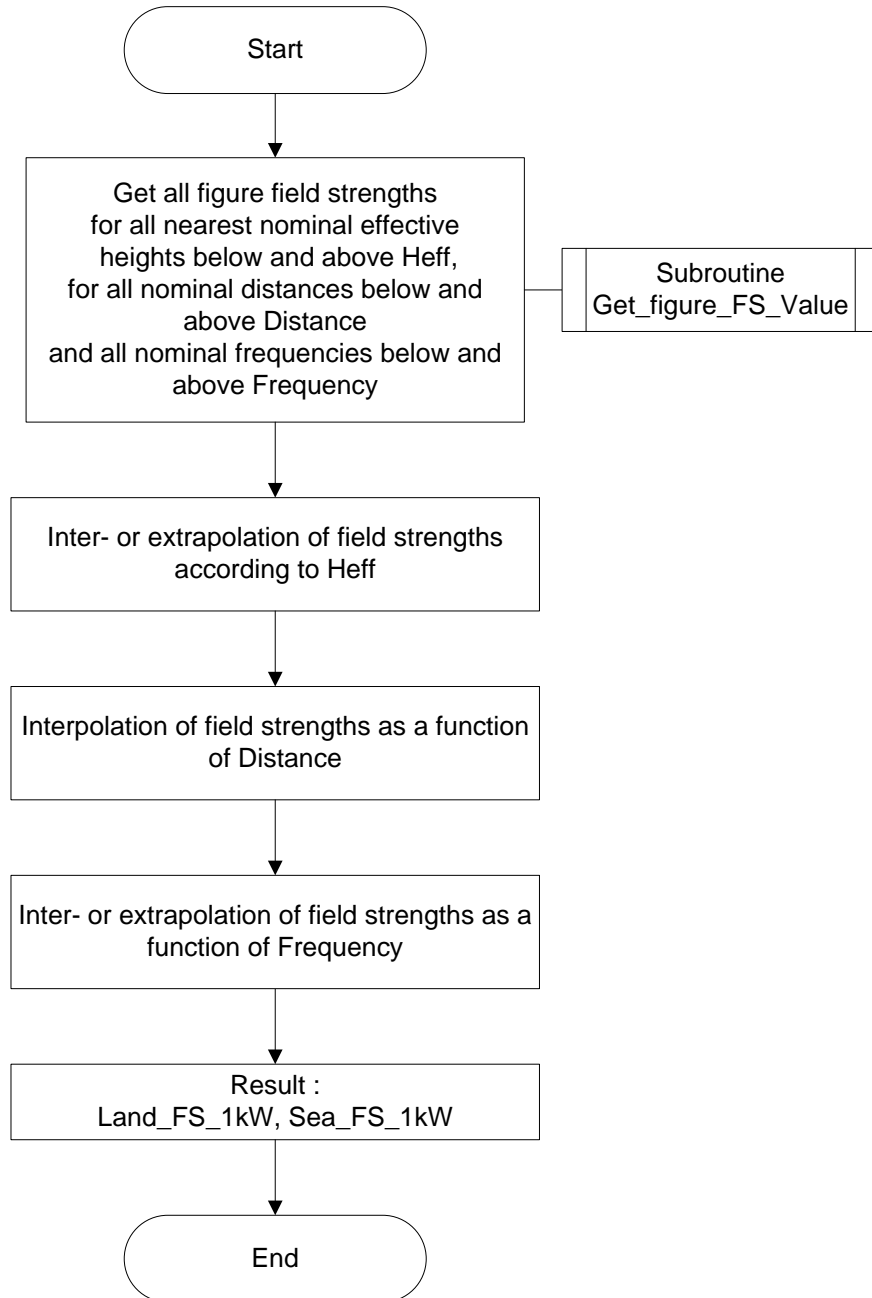 Start
Get all figure field strengths
for all nearest nominal effective
heights below and above Heff,
for all nominal distances below and
above Distance
and all nominal frequencies below and
above Frequency
Subroutine
Get_figure_FS_Value
Inter- or extrapolation of field strengths
according to Heff
Interpolation of field strengths as a function
of Distance
Inter- or extrapolation of field strengths as a
function of Frequency
Result :
Land_FS_1kW, Sea_FS_1kW
End